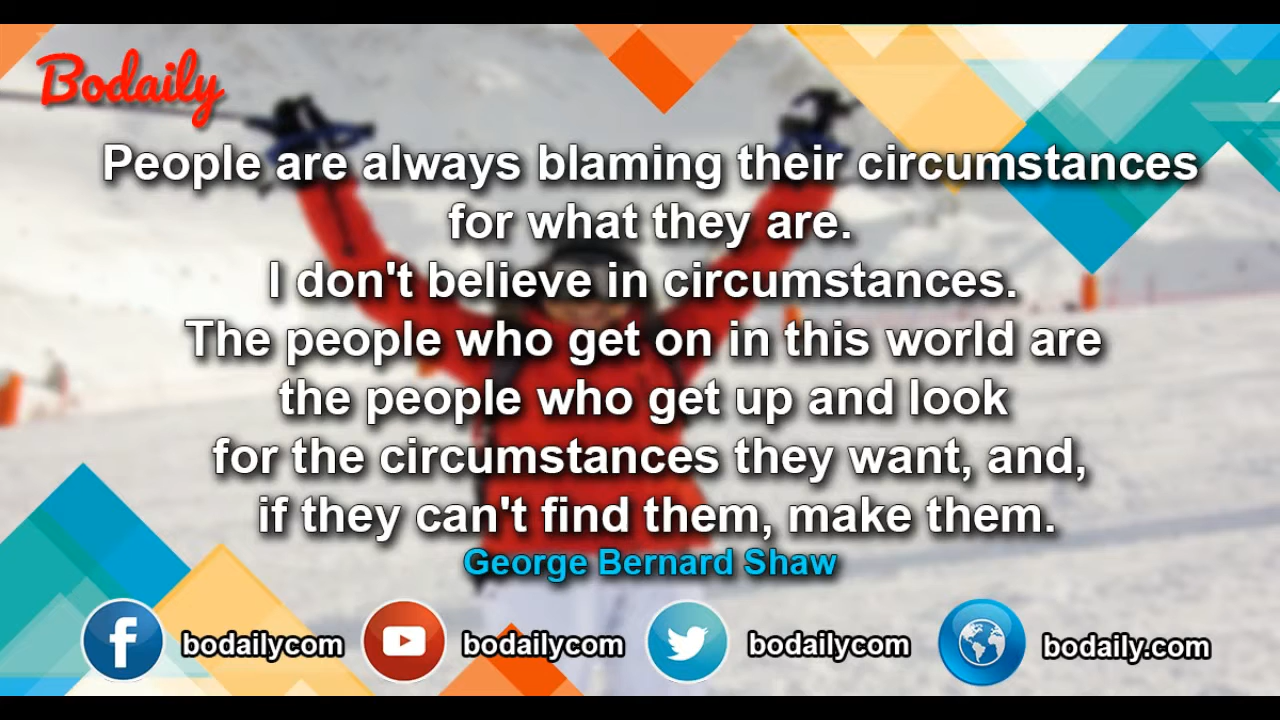 Bodaily
People are always blaming their circumstances
for what they are.
I don't believe in circumstances.
The people who get on in this world are
the people who get up and look
for the circumstances they want, and,
if they can't find them, make them.
George Bernard Shaw
bodailycom bodailycom bodailycom bodaily.com